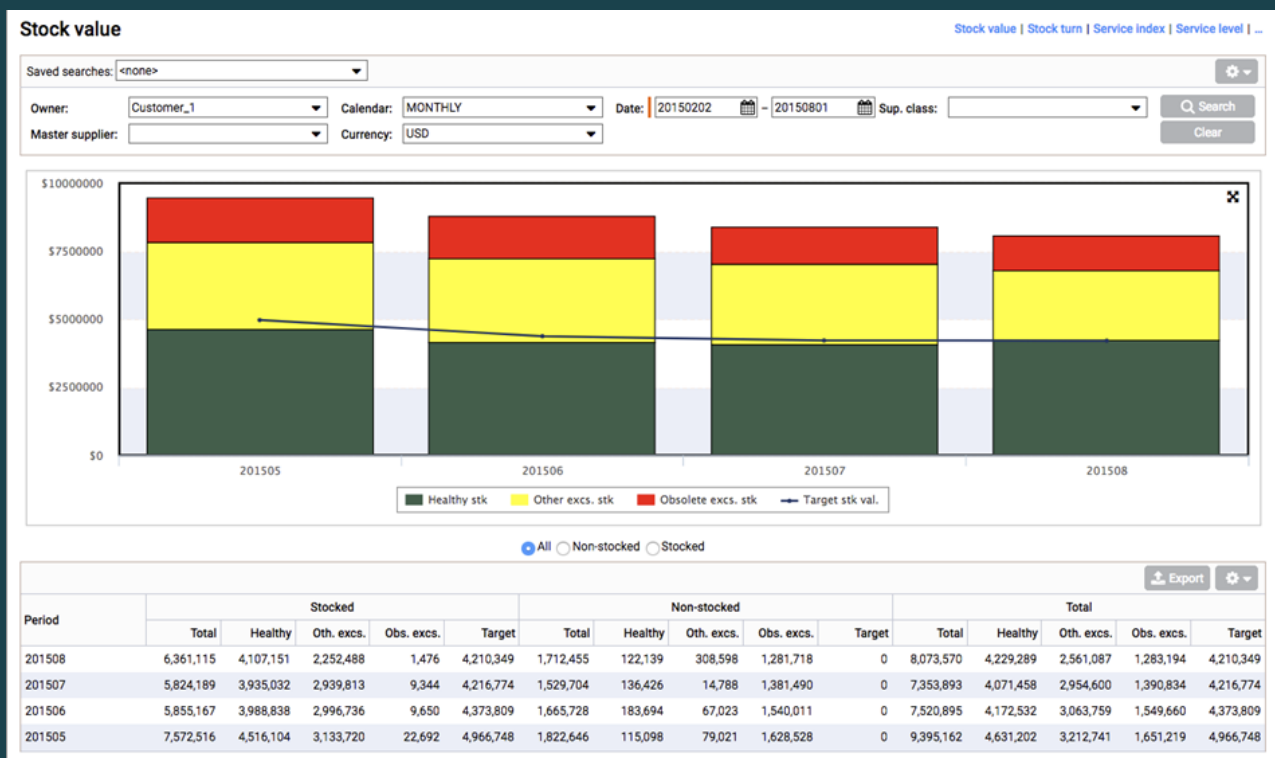 Stock value
Stock value | Stock turn | Service index | Service level | ...
Saved searches: <none>
Owner: Customer_1 Calendar: MONTHLY Date: 20150202 – 20150801 Sup. class: Search
Master supplier: Currency: USD Clear
$10000000
$7500000
$5000000
$2500000
$0
201505 201506 201507 201508
Healthy stk Other excs. stk Obsolete excs. stk Target stk val.
All Non-stocked Stocked
Export
Period Stocked Non-stocked Total
Total Healthy Oth. excs. Obs. excs. Target Total Healthy Oth. excs. Obs. excs. Target Total Healthy Oth. excs. Obs. excs. Target
201508 6,361,115 4,107,151 2,252,488 1,476 4,210,349 1,712,455 122,139 308,598 1,281,718 0 8,073,570 4,229,289 2,561,087 1,283,194 4,210,349
201507 5,824,189 3,935,032 2,939,813 9,344 4,216,774 1,529,704 136,426 14,788 1,381,490 0 7,353,893 4,071,458 2,954,600 1,390,834 4,216,774
201506 5,855,167 3,988,838 2,996,736 9,650 4,373,809 1,665,728 183,694 67,023 1,540,011 0 7,520,895 4,172,532 3,063,759 1,549,660 4,373,809
201505 7,572,516 4,516,104 3,133,720 22,692 4,966,748 1,822,646 115,098 79,021 1,628,528 0 9,395,162 4,631,202 3,212,741 1,651,219 4,966,748